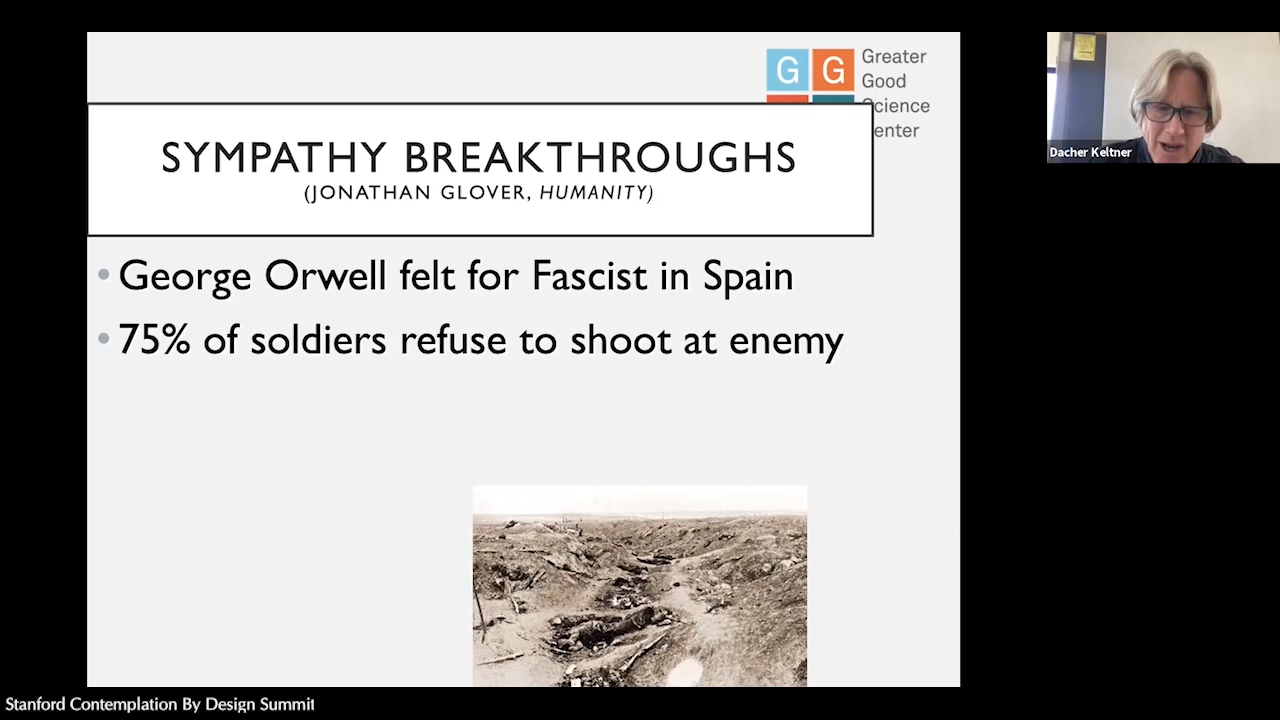 G G
Greater
Good
Science
Center
SYMPATHY BREAKTHROUGHS
(JONATHAN GLOVER, HUMANITY)
• George Orwell felt for Fascist in Spain
• 75% of soldiers refuse to shoot at enemy
Dacher Keltner
Stanford Contemplation By Design Summit